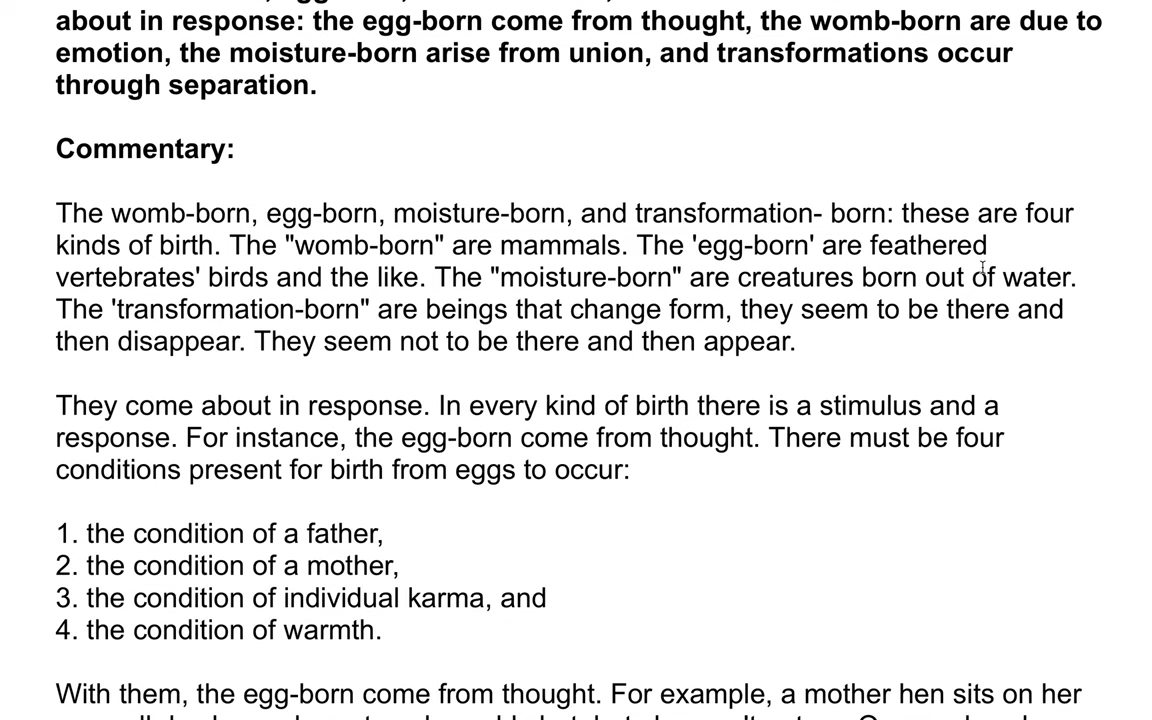 about in response: the egg-born come from thought, the womb-born are due to
emotion, the moisture-born arise from union, and transformations occur
through separation.
Commentary:
The womb-born, egg-born, moisture-born, and transformation- born: these are four
kinds of birth. The "womb-born" are mammals. The 'egg-born' are feathered
vertebrates' birds and the like. The "moisture-born" are creatures born out of water.
The 'transformation-born" are beings that change form, they seem to be there and
then disappear. They seem not to be there and then appear.
They come about in response. In every kind of birth there is a stimulus and a
response. For instance, the egg-born come from thought. There must be four
conditions present for birth from eggs to occur:
1. the condition of a father,
2. the condition of a mother,
3. the condition of individual karma, and
4. the condition of warmth.
With them, the egg-born come from thought. For example, a mother hen sits on her